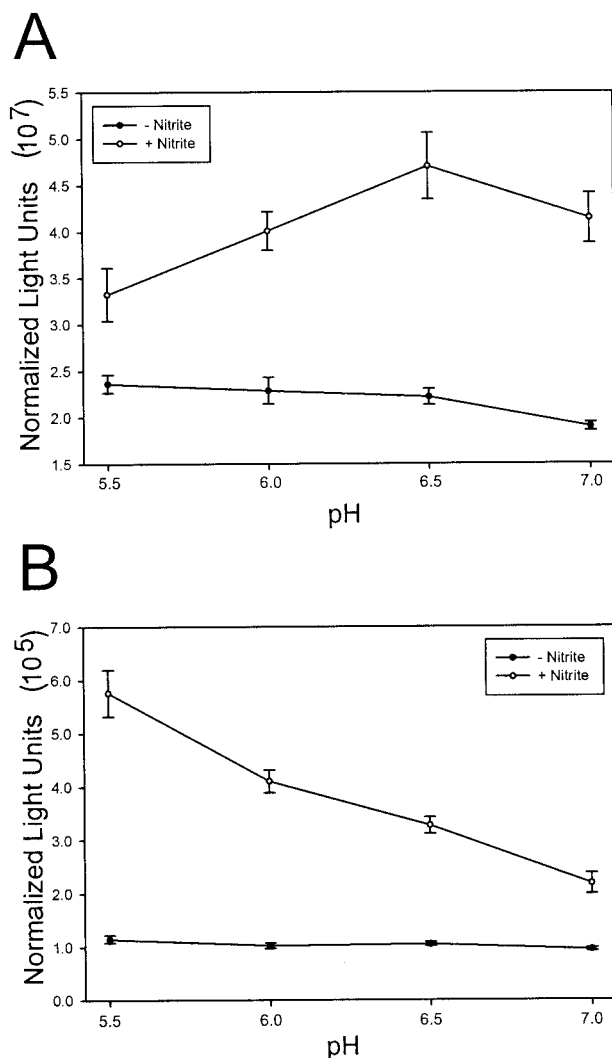 A
Normalized Light Units (10⁷)
5.5
5.0
4.5
4.0
3.5
3.0
2.5
2.0
1.5
- Nitrite
+ Nitrite
5.5 6.0 6.5 7.0
pH
B
Normalized Light Units (10⁵)
7.0
6.0
5.0
4.0
3.0
2.0
1.0
0.0
- Nitrite
+ Nitrite
5.5 6.0 6.5 7.0
pH